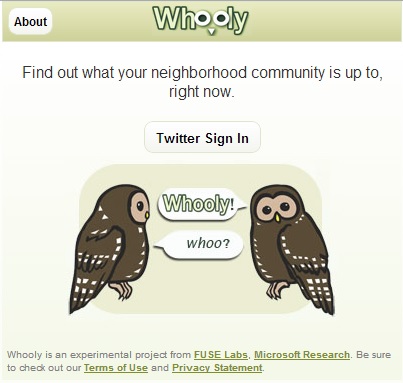 About
Whooly
Find out what your neighborhood community is up to,
right now.
Twitter Sign In
Whooly!
whoo?
Whooly is an experimental project from FUSE Labs, Microsoft Research. Be sure
to check out our Terms of Use and Privacy Statement.